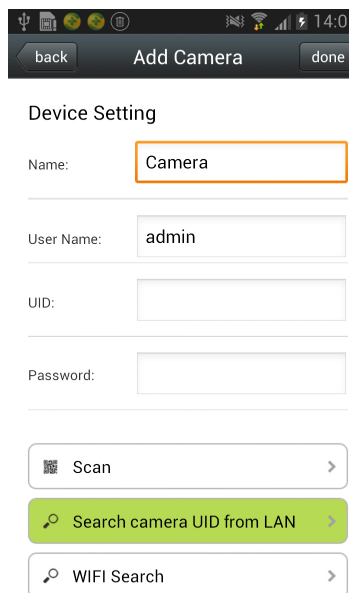 14:0
back
Add Camera
done
Device Setting
Name:
Camera
User Name:
admin
UID:
Password:
Scan
Search camera UID from LAN
WIFI Search